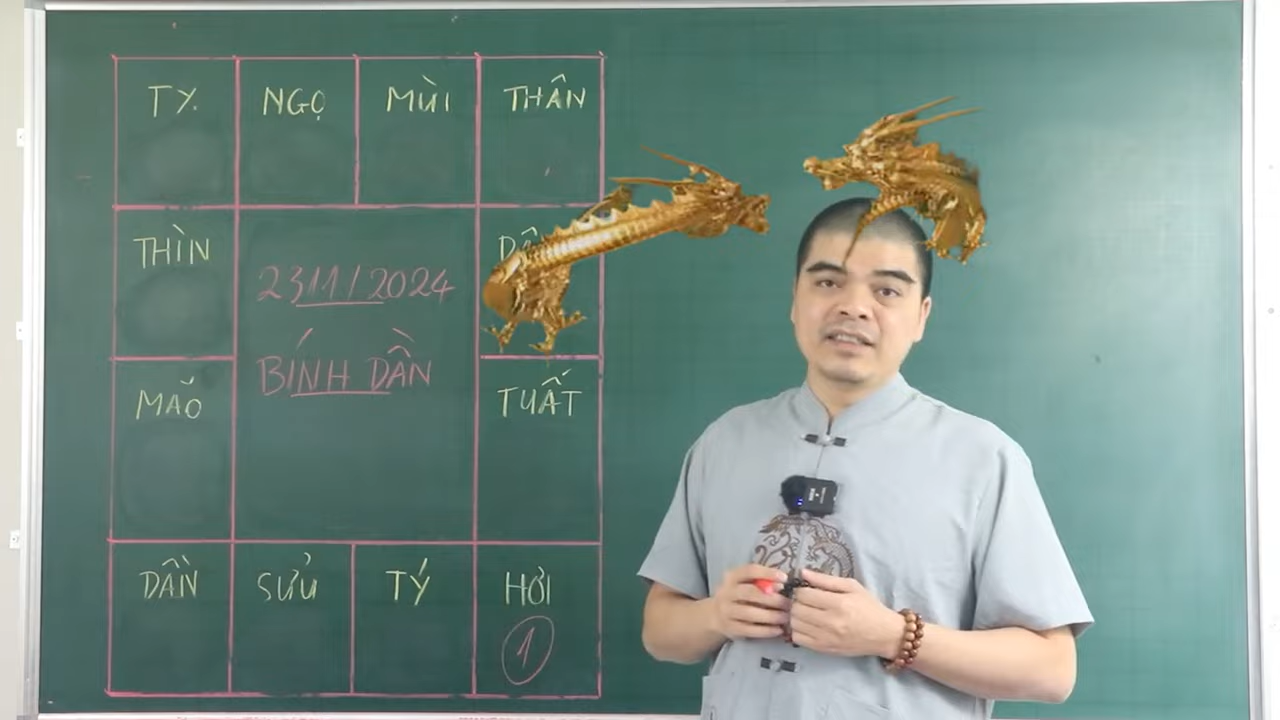 TỴ NGỌ MÙI THÂN
THÌN
23/11/2024
BÍNH DẦN
MÃO TUẤT
DẦN SỬU TÝ HỢI
1